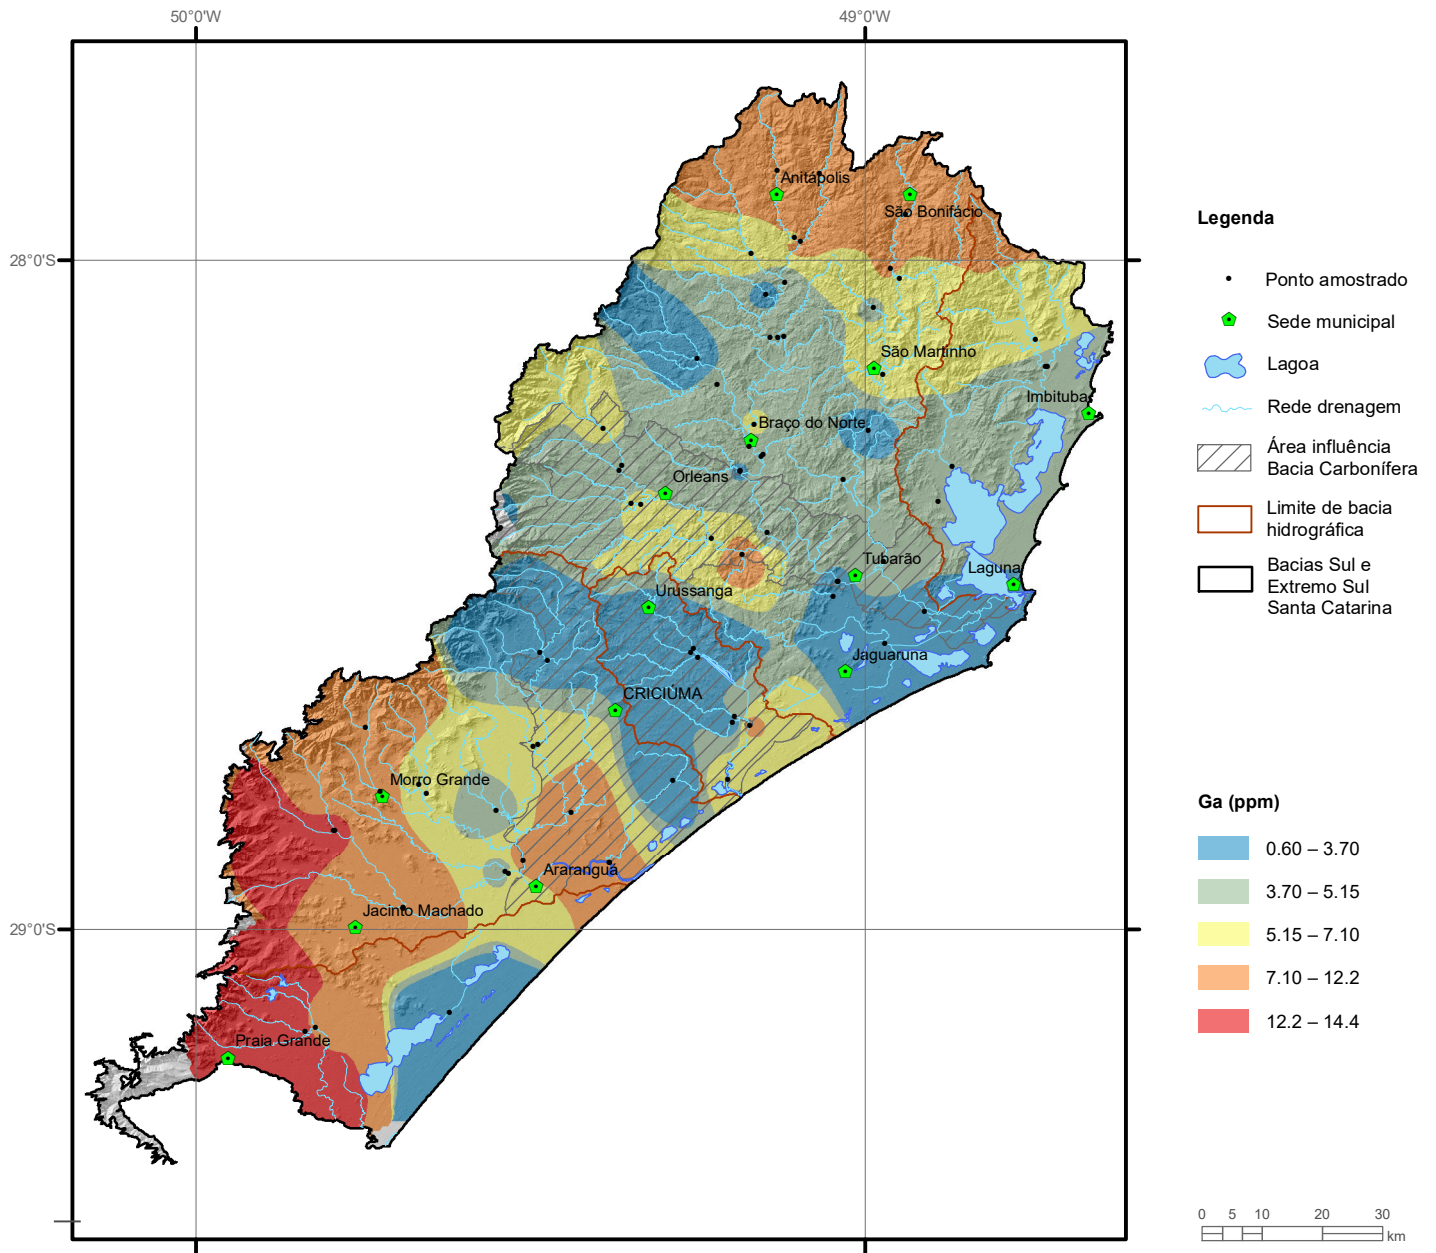 50°0'W
49°0'W
28°0'S
29°0'S
Anitápolis
São Bonifácio
São Martinho
Imbituba
Braço do Norte
Orleans
Tubarão
Laguna
Urussanga
Jaguaruna
CRICIÚMA
Morro Grande
Araranguá
Jacinto Machado
Praia Grande
Legenda
Ponto amostrado
Sede municipal
Lagoa
Rede drenagem
Área influência
Bacia Carbonífera
Limite de bacia
hidrográfica
Bacias Sul e
Extremo Sul
Santa Catarina
Ga (ppm)
0.60 – 3.70
3.70 – 5.15
5.15 – 7.10
7.10 – 12.2
12.2 – 14.4
0 5 10 20 30
km